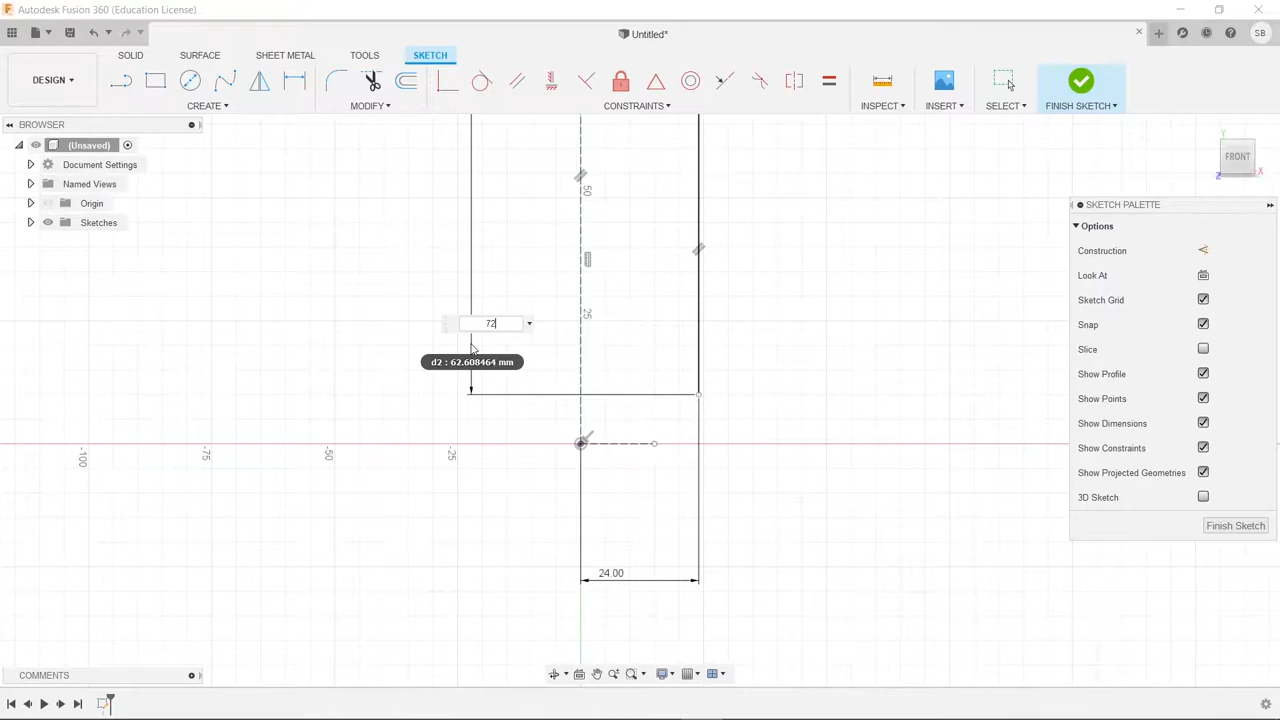 Autodesk Fusion 360 (Education License)
Untitled*
SB
DESIGN
SOLID
SURFACE
SHEET METAL
TOOLS
SKETCH
CREATE
MODIFY
CONSTRAINTS
INSPECT
INSERT
SELECT
FINISH SKETCH
BROWSER
(Unsaved)
Document Settings
Named Views
Origin
Sketches
Y
FRONT
X
Z
SKETCH PALETTE
Options
Construction
Look At
Sketch Grid
Snap
Slice
Show Profile
Show Points
Show Dimensions
Show Constraints
Show Projected Geometries
3D Sketch
Finish Sketch
50
25
72
d2 : 62.608464 mm
-100
-75
-50
-25
24.00
COMMENTS